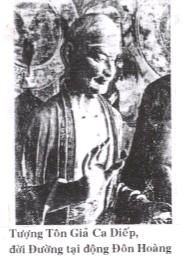 Tượng Tôn Giả Ca Diếp,
đời Đường tại động Đôn Hoàng